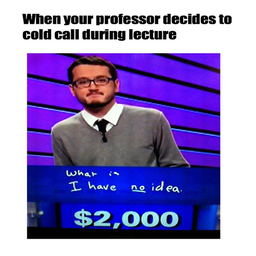 When your professor decides to
cold call during lecture
What is
I have no idea.
$2,000